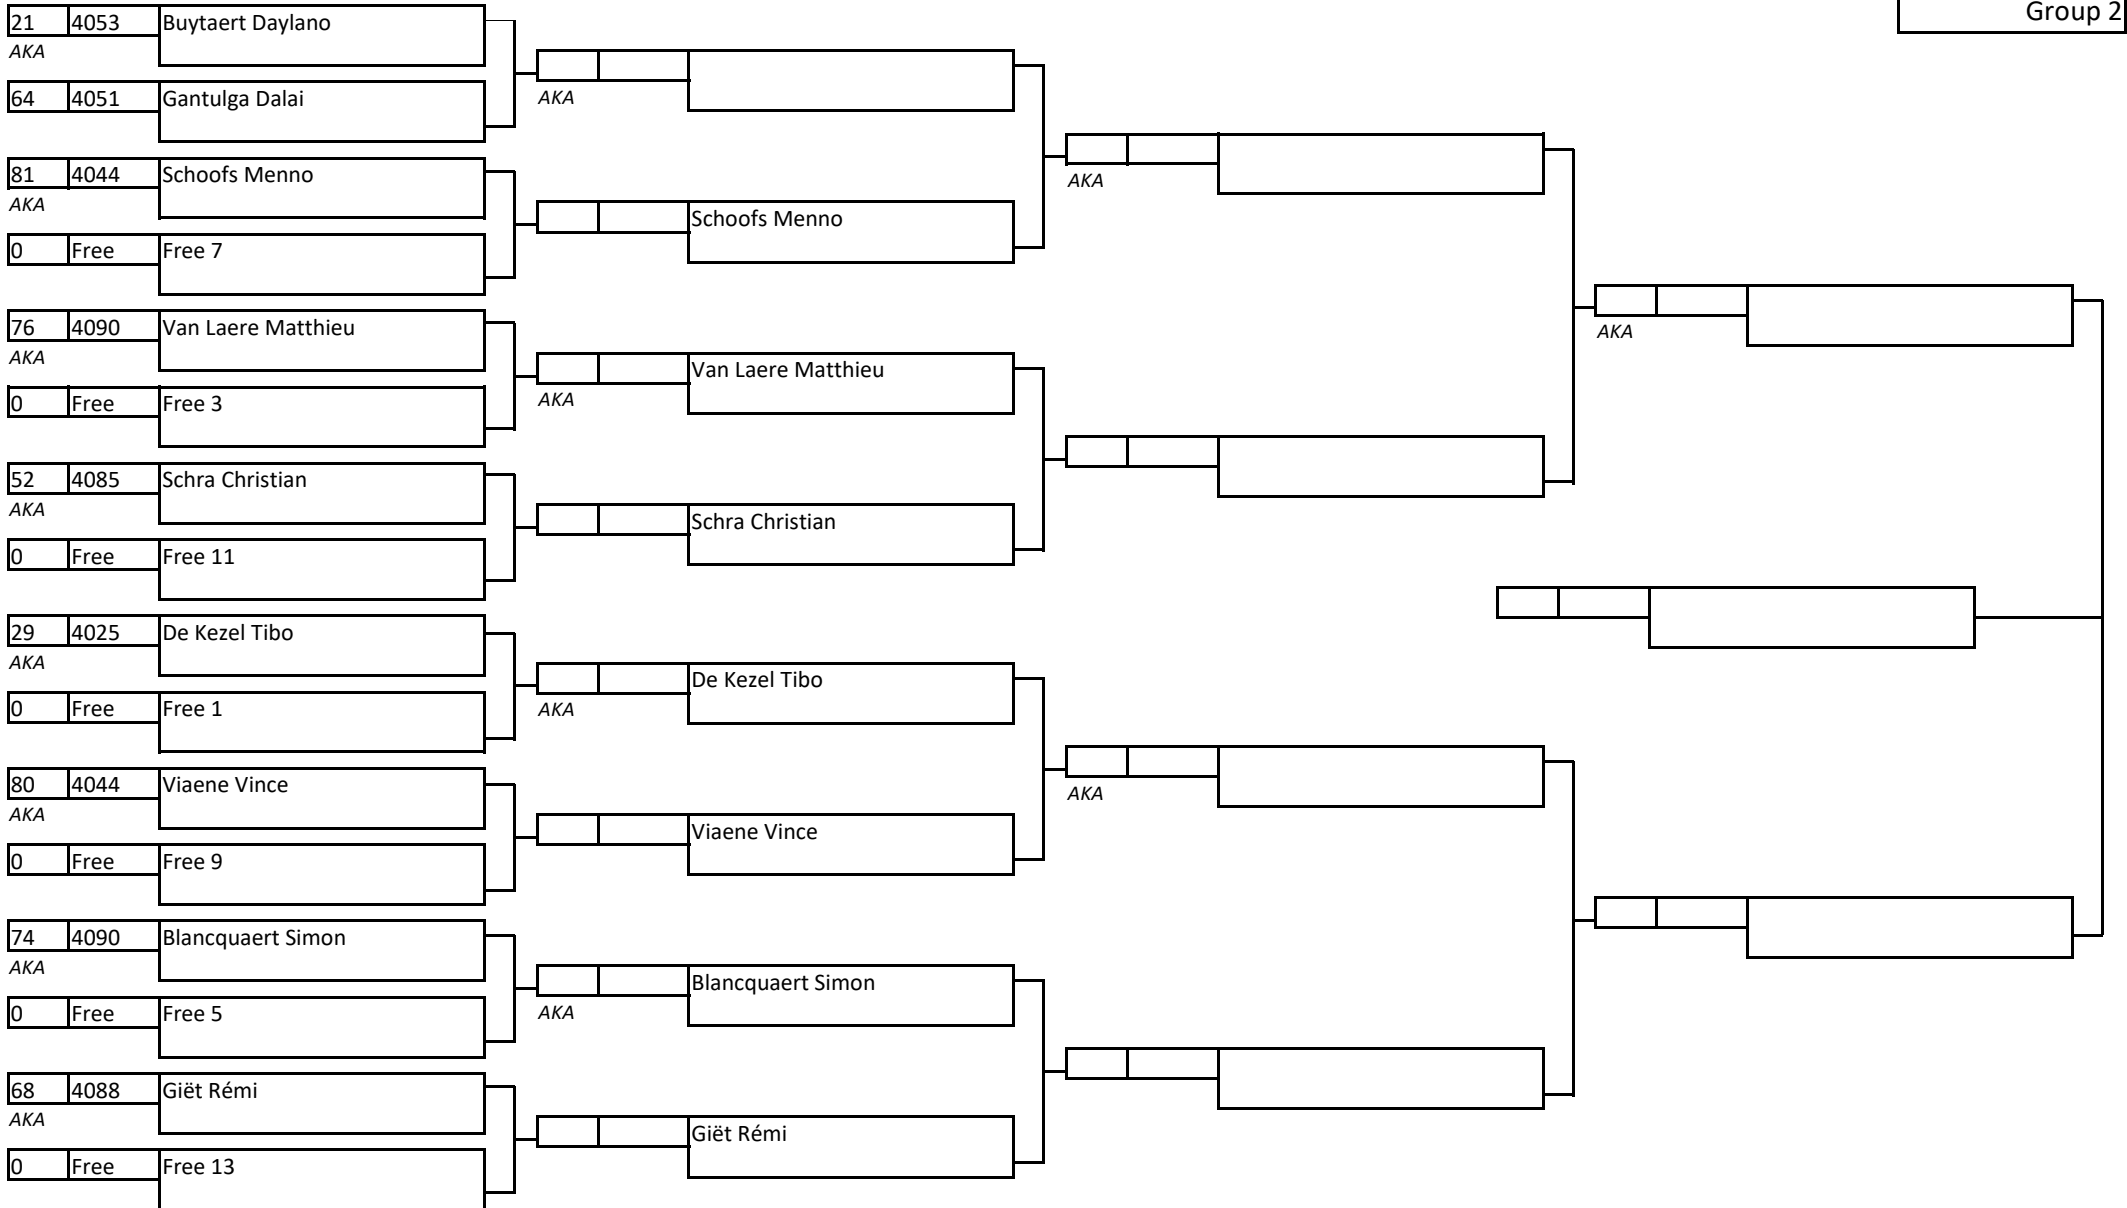 Group 2
21 4053 Buytaert Daylano
AKA
64 4051 Gantulga Dalai
81 4044 Schoofs Menno
AKA
0 Free Free 7
76 4090 Van Laere Matthieu
AKA
0 Free Free 3
52 4085 Schra Christian
AKA
0 Free Free 11
29 4025 De Kezel Tibo
AKA
0 Free Free 1
80 4044 Viaene Vince
AKA
0 Free Free 9
74 4090 Blancquaert Simon
AKA
0 Free Free 5
68 4088 Giët Rémi
AKA
0 Free Free 13
AKA
Schoofs Menno
Van Laere Matthieu
AKA
Schra Christian
De Kezel Tibo
AKA
Viaene Vince
Blancquaert Simon
AKA
Giët Rémi
AKA
AKA
AKA